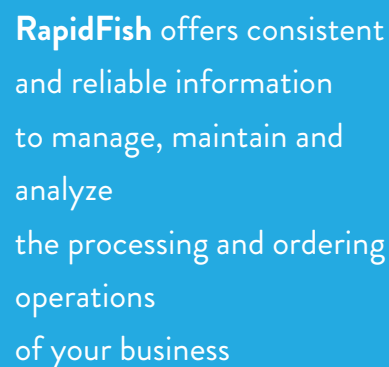 RapidFish offers consistent
and reliable information
to manage, maintain and
analyze
the processing and ordering
operations
of your business